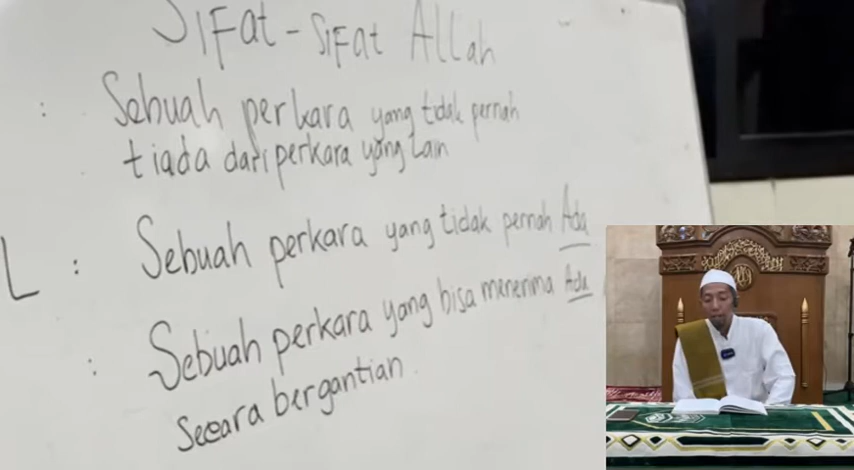 Sifat-Sifat Allah
: Sebuah perkara yang tidak pernah
tiada dari perkara yang Lain
L : Sebuah perkara yang tidak pernah Ada
: Sebuah perkara yang bisa menerima Ada
Secara bergantian